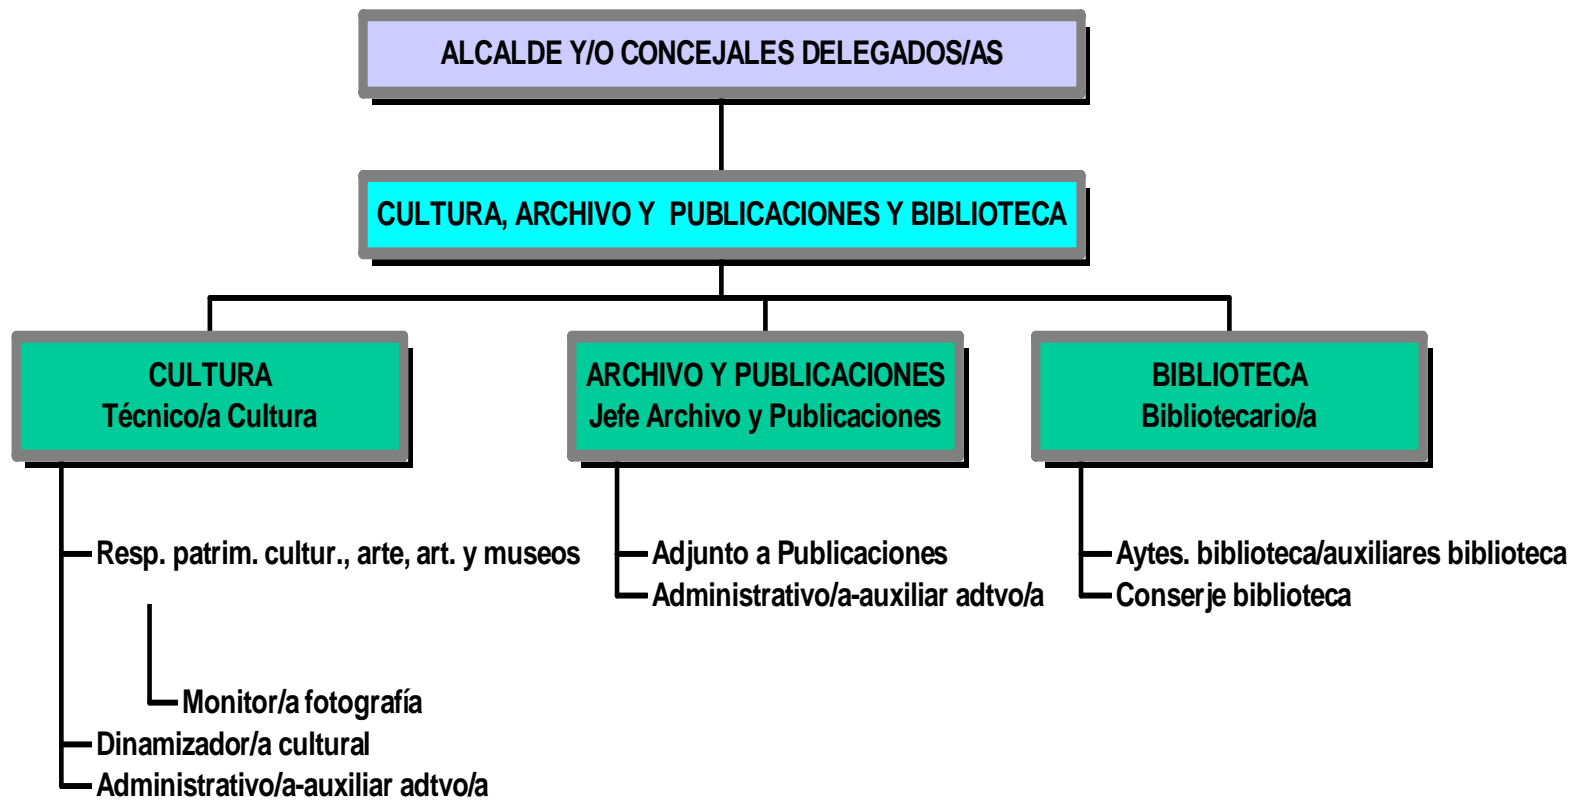 ALCALDE Y/O CONCEJALES DELEGADOS/AS
CULTURA, ARCHIVO Y PUBLICACIONES Y BIBLIOTECA
CULTURA
Técnico/a Cultura
ARCHIVO Y PUBLICACIONES
Jefe Archivo y Publicaciones
BIBLIOTECA
Bibliotecario/a
Resp. patrim. cultur., arte, art. y museos
Monitor/a fotografía
Dinamizador/a cultural
Administrativo/a-auxiliar adtvo/a
Adjunto a Publicaciones
Administrativo/a-auxiliar adtvo/a
Aytes. biblioteca/auxiliares biblioteca
Conserje biblioteca